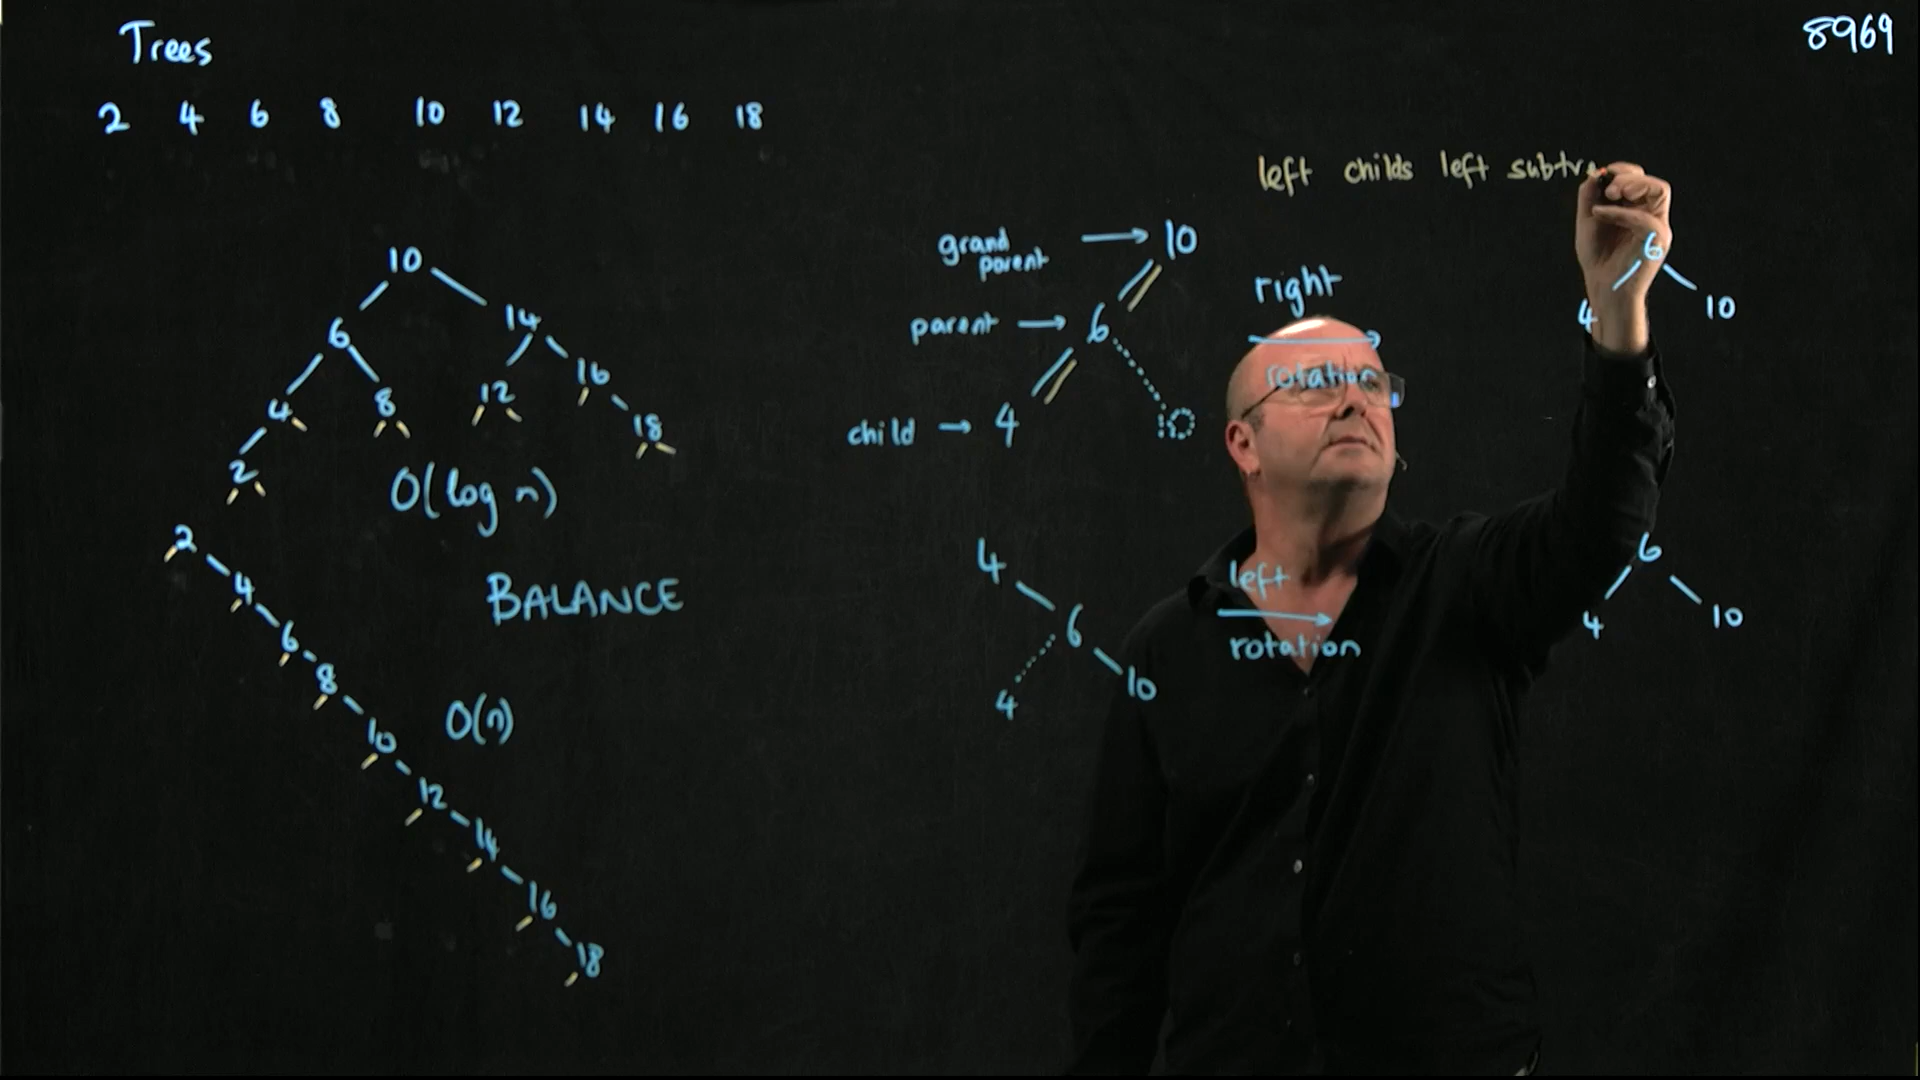 Trees
8969
2 4 6 8 10 12 14 16 18
left childs left subtre
10
6 14
4 8 12 16
2 18
O(log n)
BALANCE
2
4
6
8
10
12
14
16
18
O(n)
grand
parent
10
parent
6
child
4
10
right
rotation
6
4 10
4
6
4 10
left
rotation
6
4 10